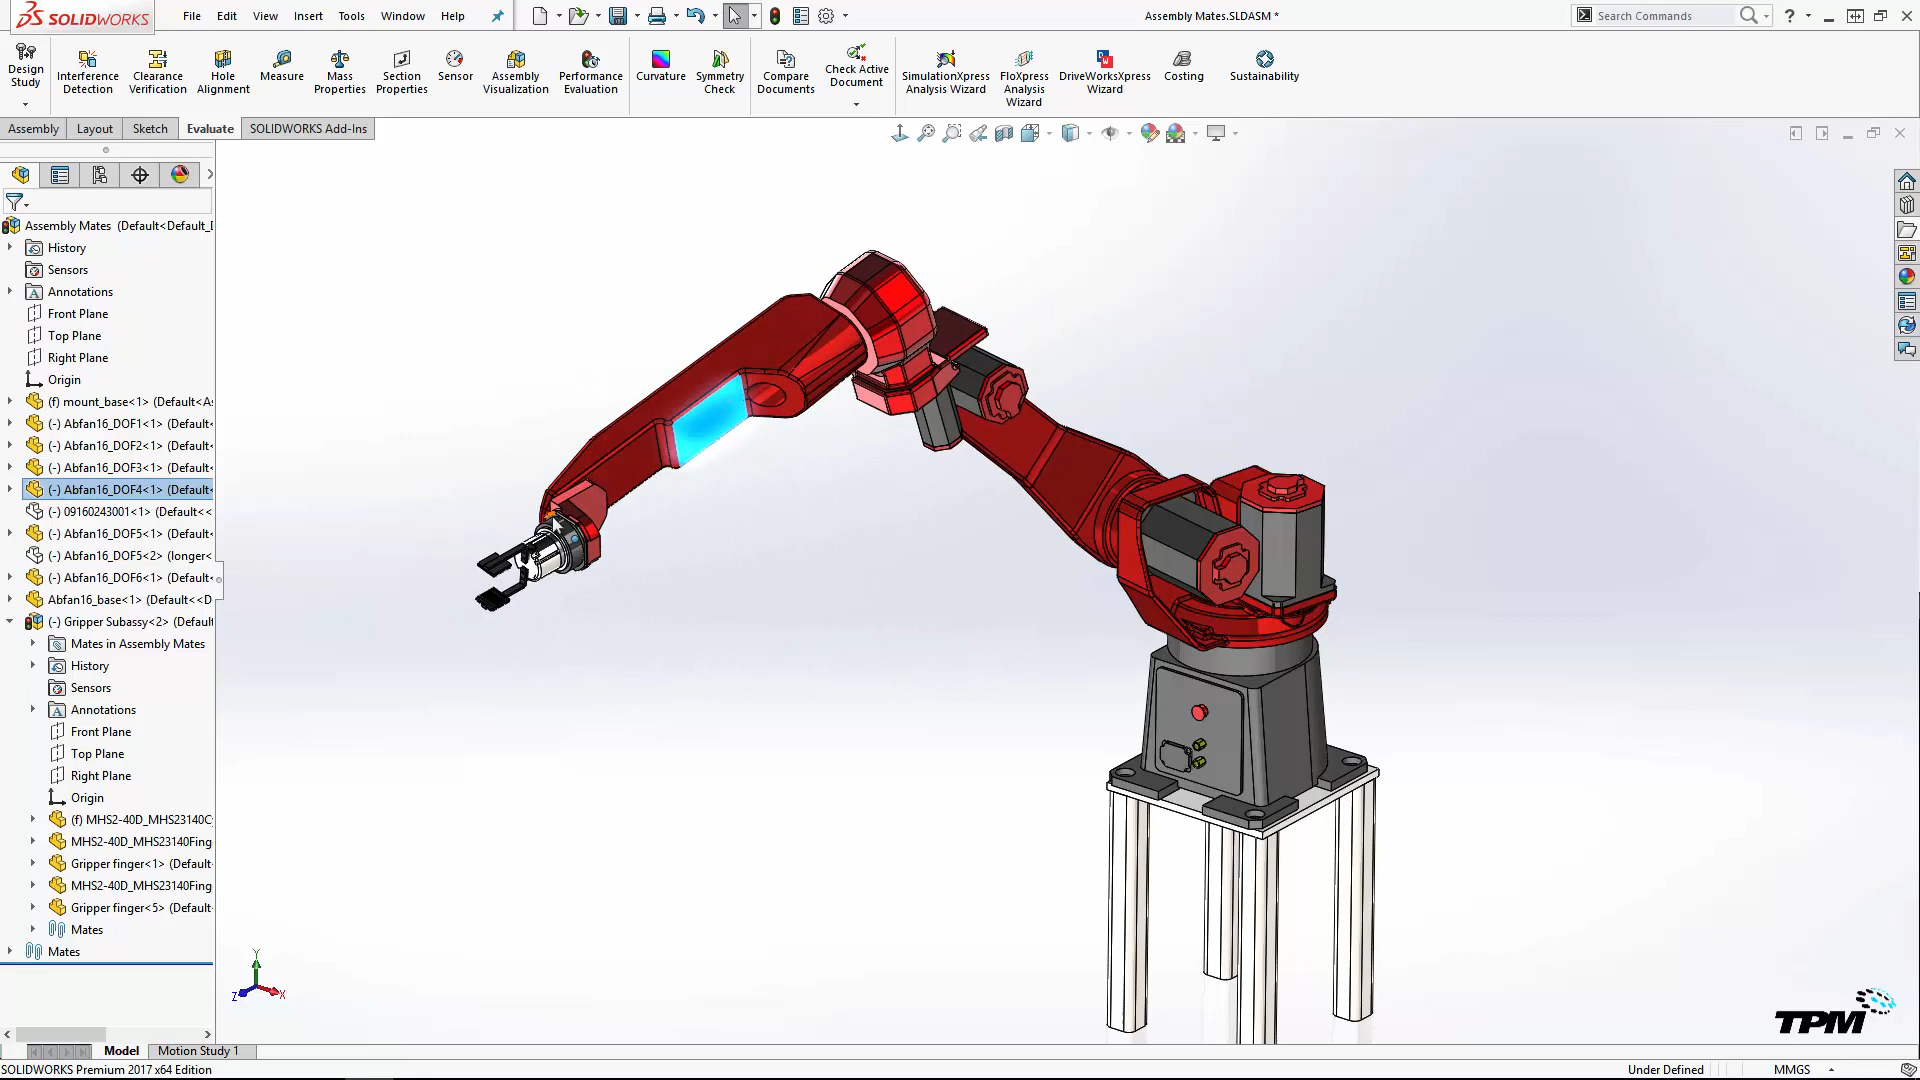 SOLIDWORKS
File Edit View Insert Tools Window Help
Assembly Mates.SLDASM *
Search Commands
?
Design Study
Interference Detection
Clearance Verification
Hole Alignment
Measure
Mass Properties
Section Properties
Sensor
Assembly Visualization
Performance Evaluation
Curvature
Symmetry Check
Compare Documents
Check Active Document
SimulationXpress Analysis Wizard
FloXpress Analysis Wizard
DriveWorksXpress Wizard
Costing
Sustainability
Assembly Layout Sketch Evaluate SOLIDWORKS Add-Ins
Assembly Mates (Default<Default_D
History
Sensors
Annotations
Front Plane
Top Plane
Right Plane
Origin
(f) mount_base<1> (Default<As
(-) Abfan16_DOF1<1> (Default<
(-) Abfan16_DOF2<1> (Default<
(-) Abfan16_DOF3<1> (Default<
(-) Abfan16_DOF4<1> (Default<
(-) 09160243001<1> (Default<<
(-) Abfan16_DOF5<1> (Default<
(-) Abfan16_DOF5<2> (longer<
(-) Abfan16_DOF6<1> (Default<
Abfan16_base<1> (Default<<D
(-) Gripper Subassy<2> (Default
Mates in Assembly Mates
History
Sensors
Annotations
Front Plane
Top Plane
Right Plane
Origin
(f) MHS2-40D_MHS23140C
MHS2-40D_MHS23140Fing
Gripper finger<1> (Default
MHS2-40D_MHS23140Fing
Gripper finger<5> (Default
Mates
Mates
Y
Z
X
TPM
Model Motion Study 1
SOLIDWORKS Premium 2017 x64 Edition
Under Defined
MMGS